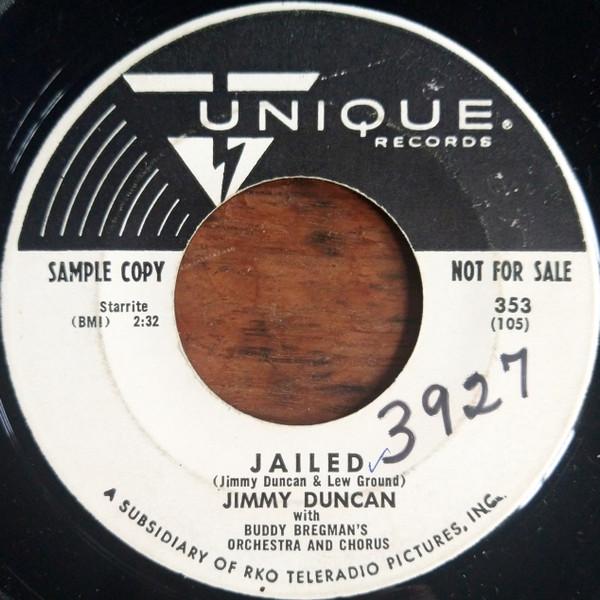 UNIQUE®
RECORDS
SAMPLE COPY
NOT FOR SALE
Starrite
(BMI) 2:32
353
(105)
3927
JAILED
(Jimmy Duncan & Lew Ground)
JIMMY DUNCAN
with
BUDDY BREGMAN'S
ORCHESTRA AND CHORUS
A SUBSIDIARY OF RKO TELERADIO PICTURES, INC.